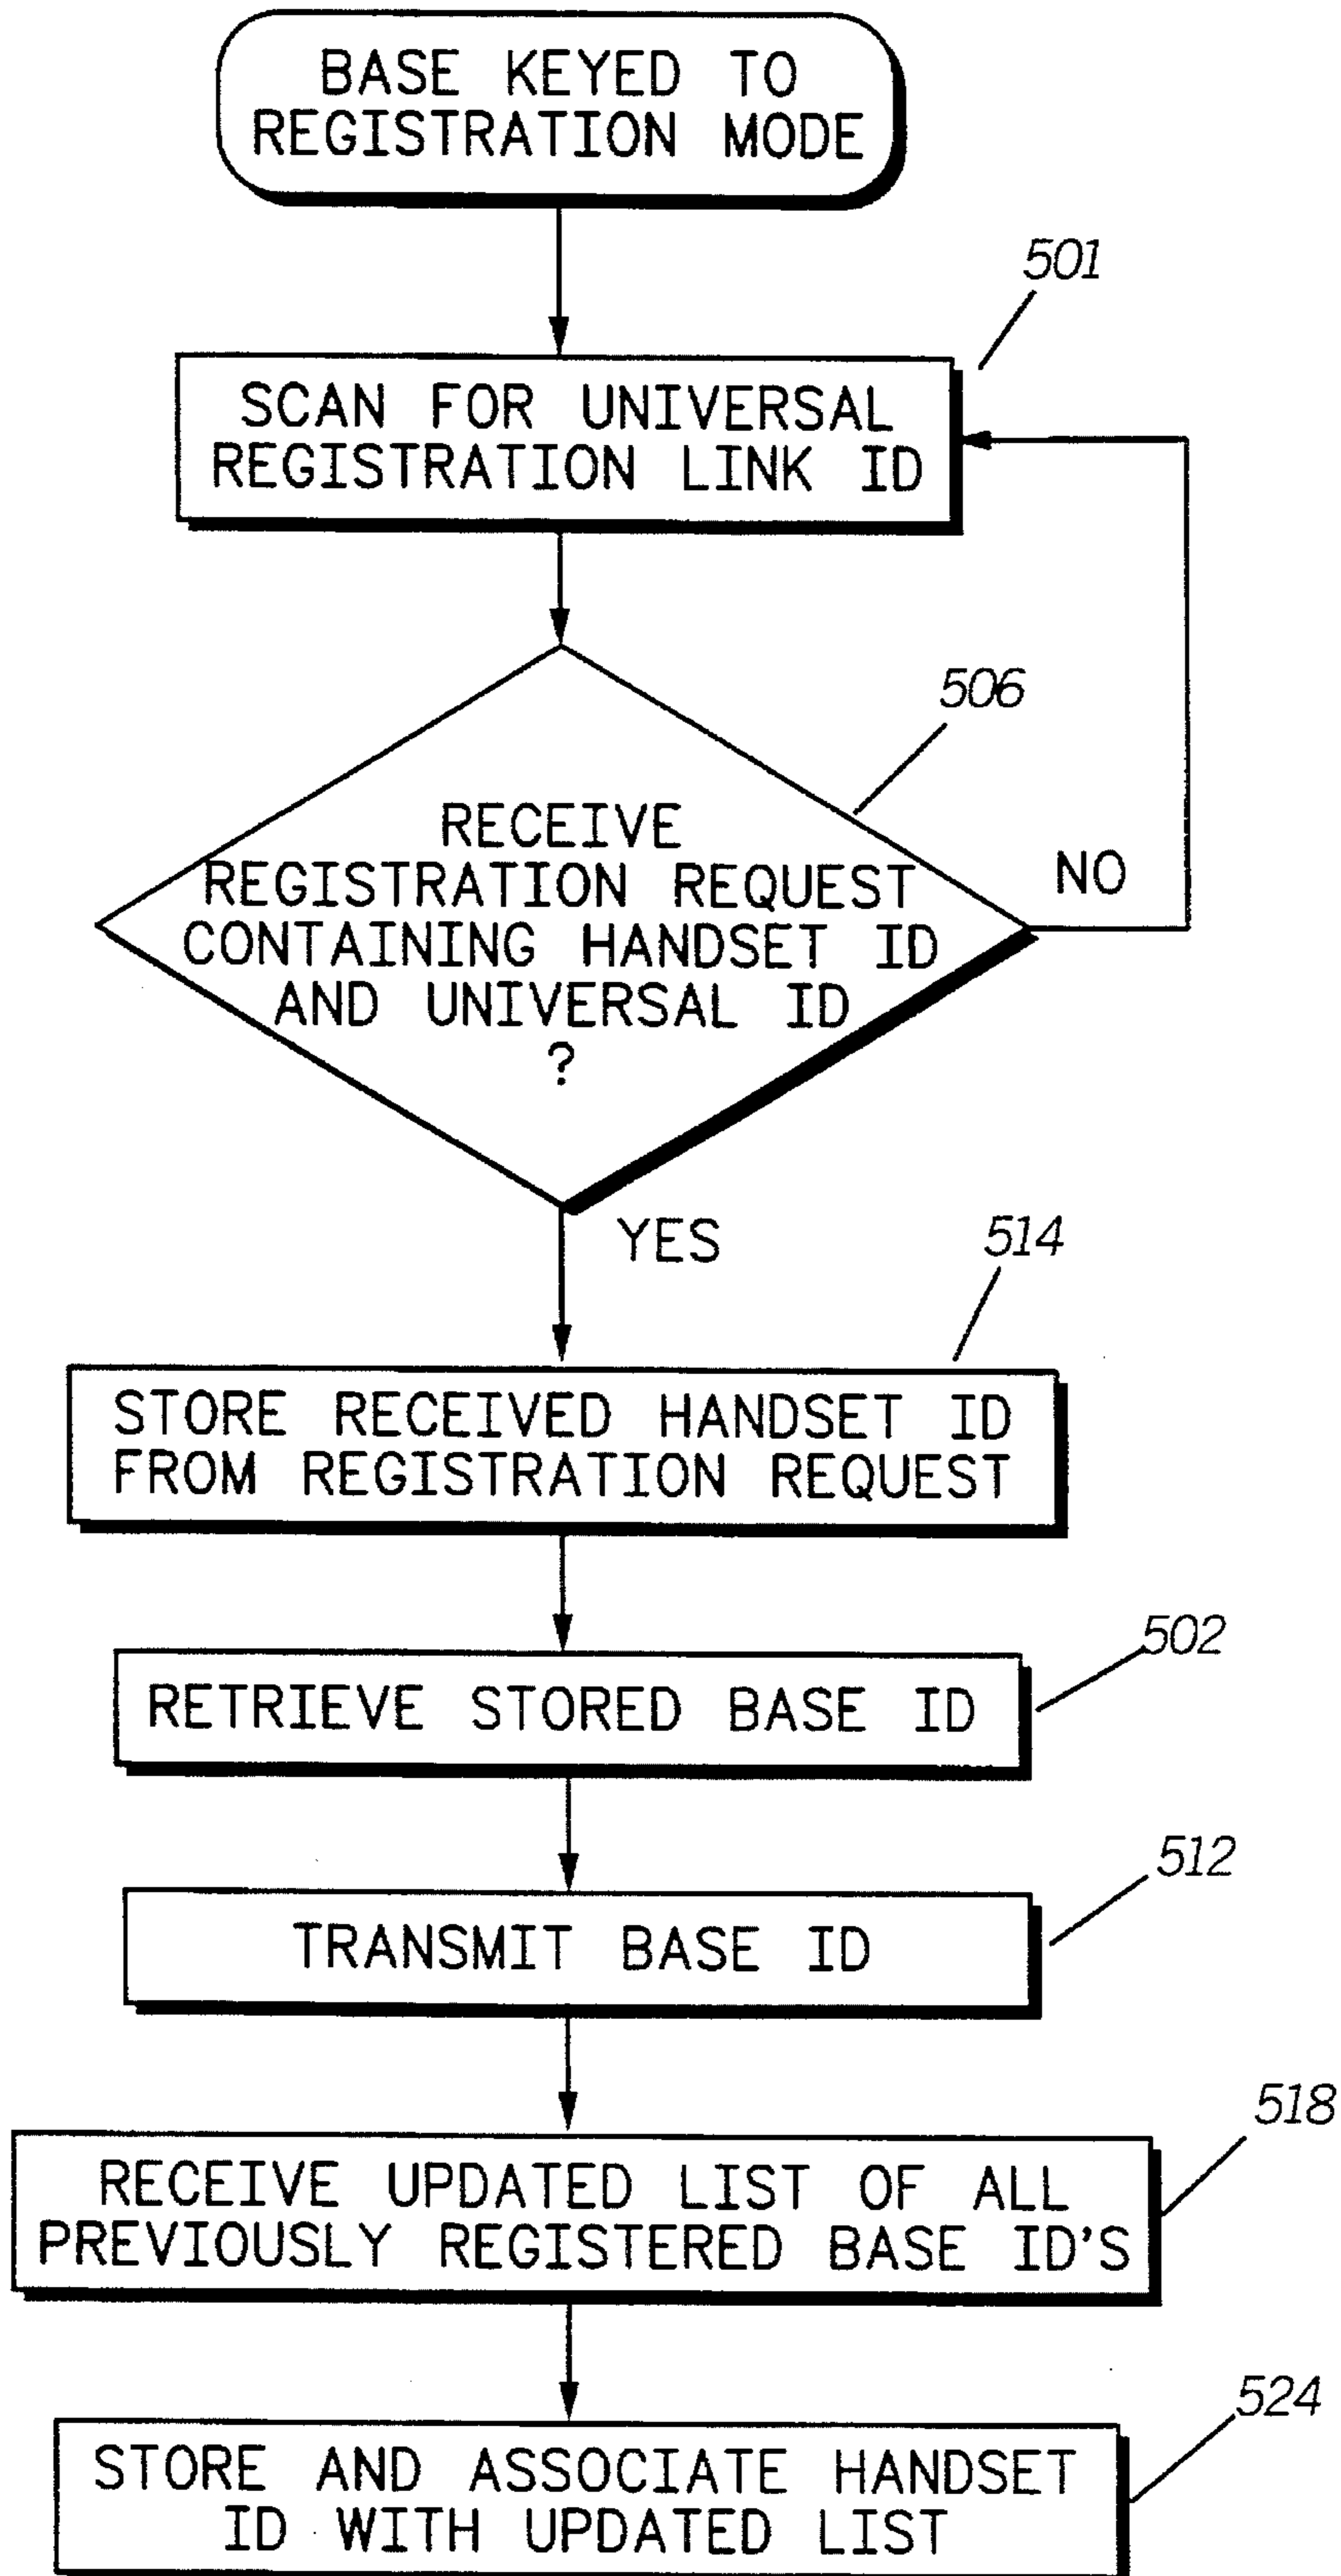 BASE KEYED TO
REGISTRATION MODE
501
SCAN FOR UNIVERSAL
REGISTRATION LINK ID
506
RECEIVE
REGISTRATION REQUEST
CONTAINING HANDSET ID
AND UNIVERSAL ID
?
NO
YES
514
STORE RECEIVED HANDSET ID
FROM REGISTRATION REQUEST
502
RETRIEVE STORED BASE ID
512
TRANSMIT BASE ID
518
RECEIVE UPDATED LIST OF ALL
PREVIOUSLY REGISTERED BASE ID'S
524
STORE AND ASSOCIATE HANDSET
ID WITH UPDATED LIST